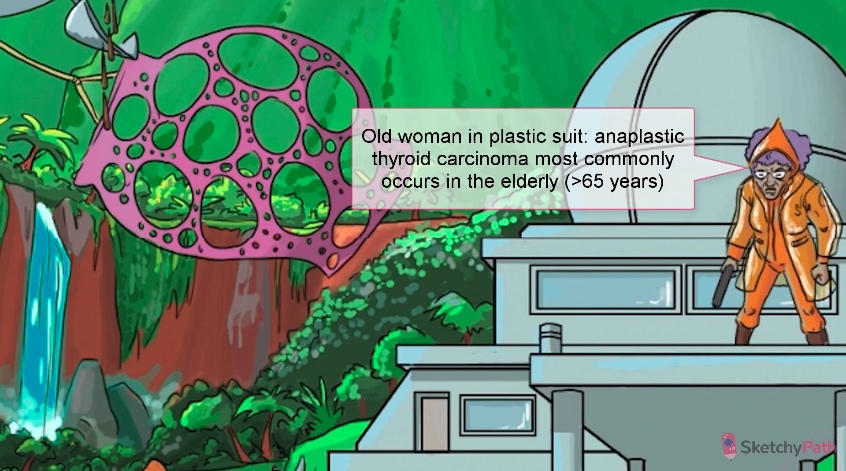 Old woman in plastic suit: anaplastic
thyroid carcinoma most commonly
occurs in the elderly (>65 years)
SketchyPath